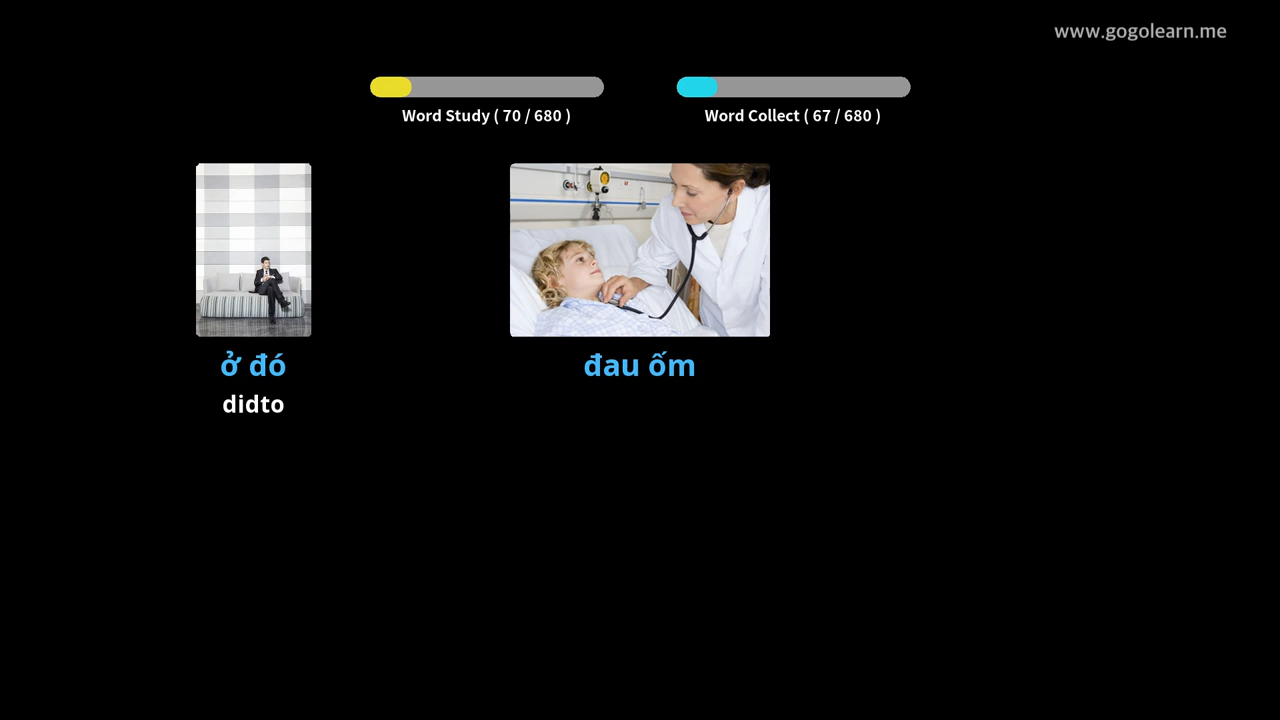 www.gogolearn.me
Word Study ( 70 / 680 )
Word Collect ( 67 / 680 )
ở đó
didto
đau ốm